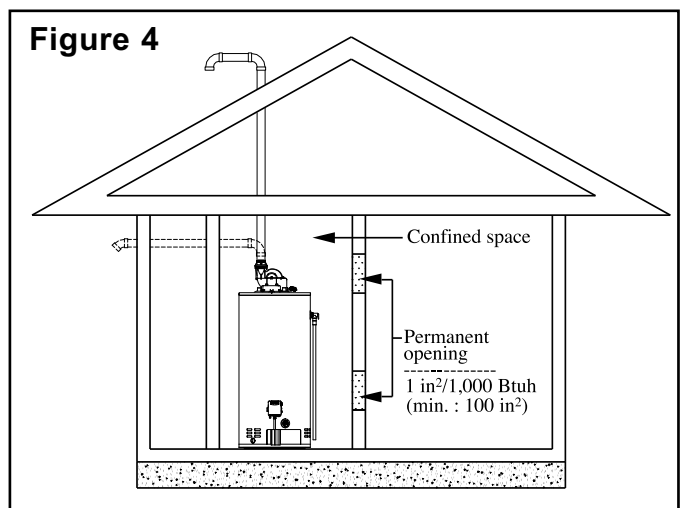 Figure 4
Confined space
Permanent
opening
1 in²/1,000 Btuh
(min. : 100 in²)